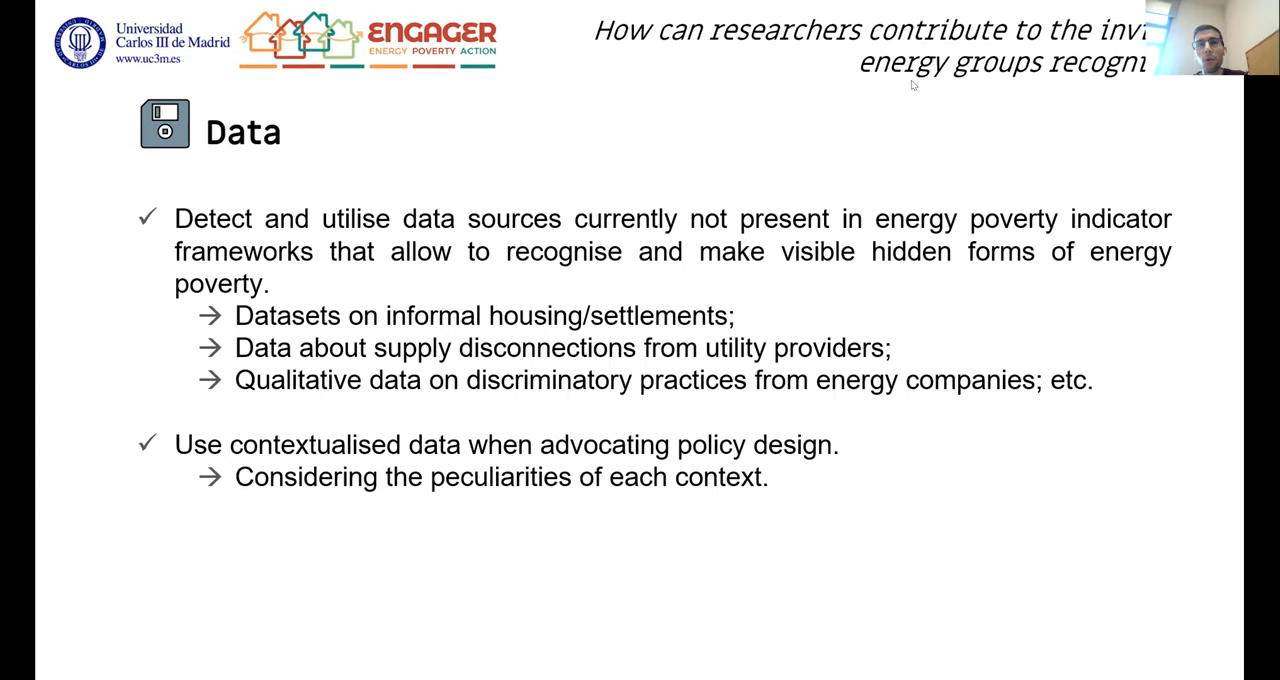 Universidad
Carlos III de Madrid
www.uc3m.es
ENGAGER
ENERGY POVERTY ACTION
How can researchers contribute to the
energy groups
Data
✓ Detect and utilise data sources currently not present in energy poverty indicator
frameworks that allow to recognise and make visible hidden forms of energy
poverty.
→ Datasets on informal housing/settlements;
→ Data about supply disconnections from utility providers;
→ Qualitative data on discriminatory practices from energy companies; etc.
✓ Use contextualised data when advocating policy design.
→ Considering the peculiarities of each context.